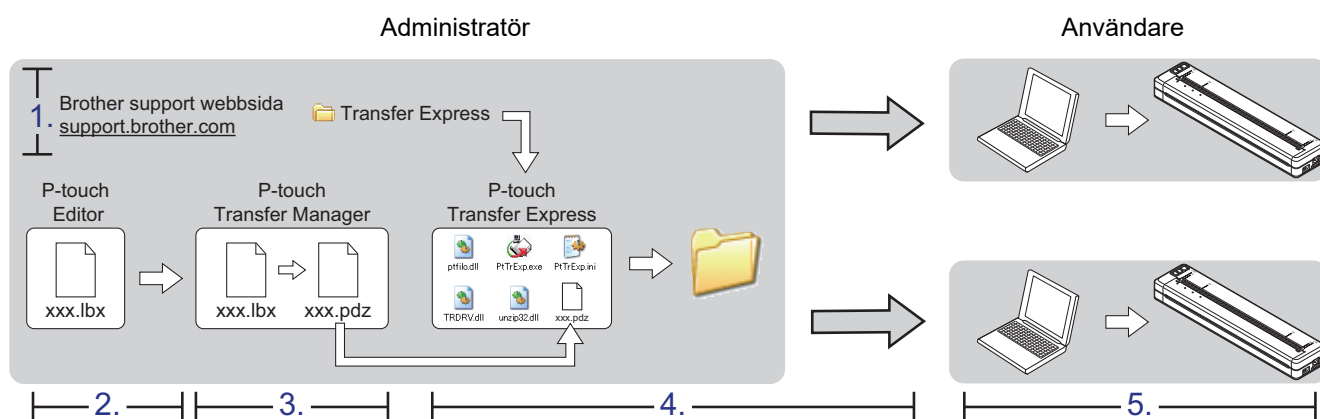 Administratör
Användare
1.
Brother support webbsida
support.brother.com
Transfer Express
P-touch
Editor
P-touch
Transfer Manager
P-touch
Transfer Express
xxx.lbx
xxx.lbx
xxx.pdz
ptfilo.dll
PtTrExp.exe
PtTrExp.ini
TRDRV.dll
unzip32.dll
xxx.pdz
2.
3.
4.
5.